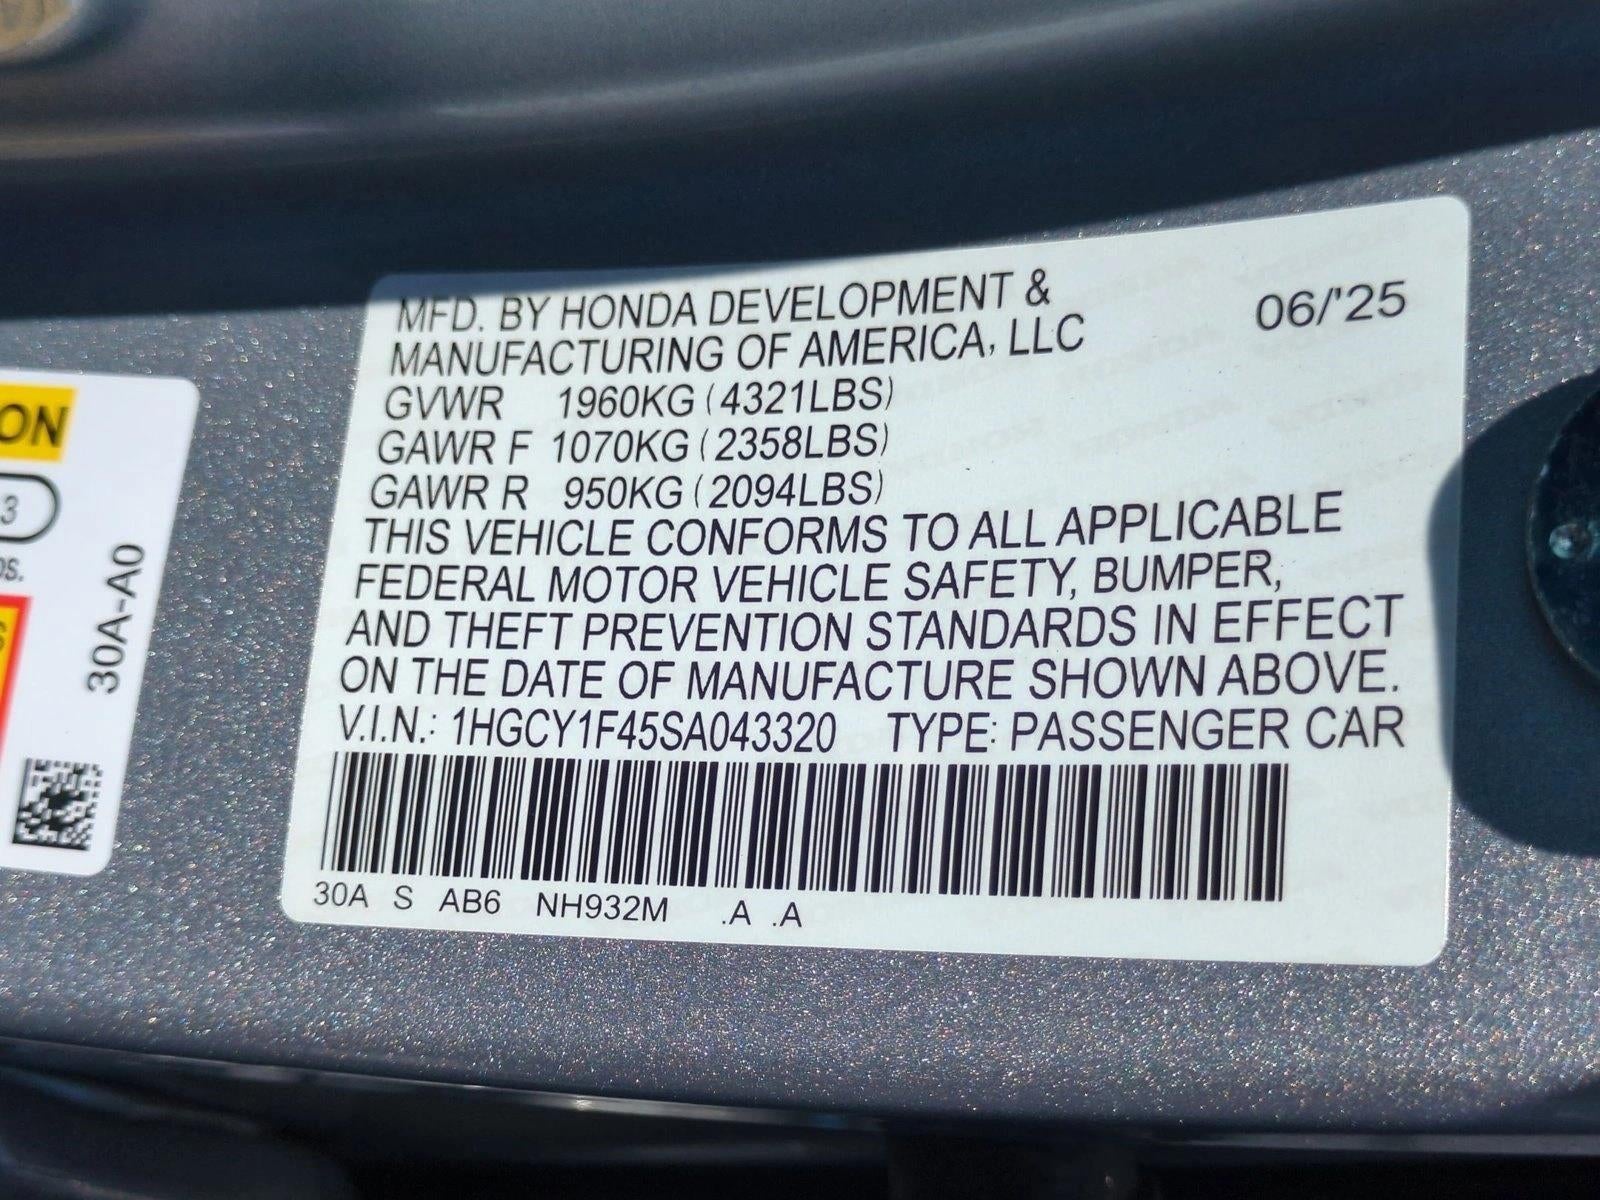 MFD. BY HONDA DEVELOPMENT & 06/'25
MANUFACTURING OF AMERICA, LLC
GVWR 1960KG (4321LBS)
GAWR F 1070KG (2358LBS)
GAWR R 950KG (2094LBS)
THIS VEHICLE CONFORMS TO ALL APPLICABLE
FEDERAL MOTOR VEHICLE SAFETY, BUMPER,
AND THEFT PREVENTION STANDARDS IN EFFECT
ON THE DATE OF MANUFACTURE SHOWN ABOVE.
V.I.N.: 1HGCY1F45SA043320 TYPE: PASSENGER CAR
30A S AB6 NH932M .A .A
ON
3
30A-A0